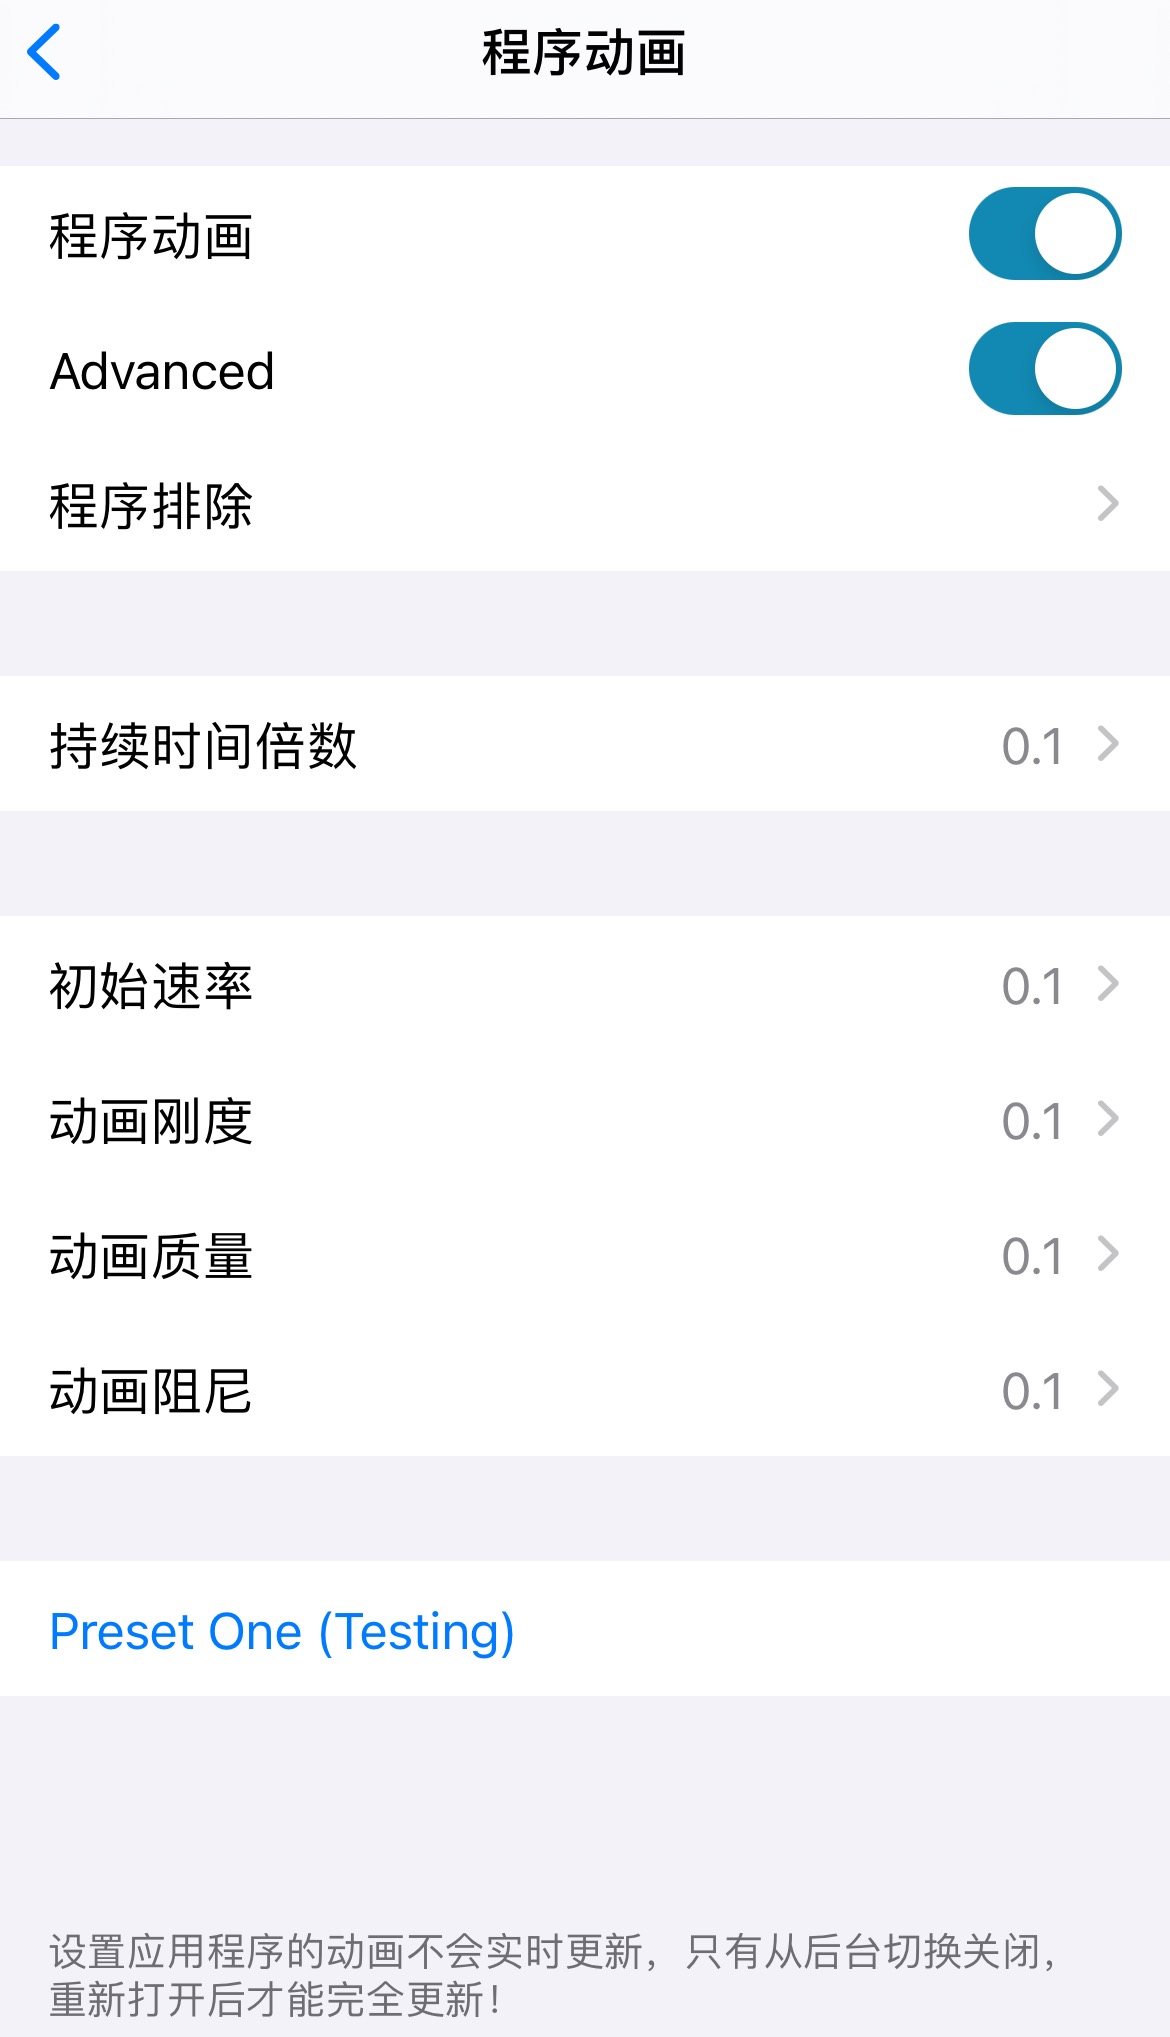 程序动画
程序动画
Advanced
程序排除
持续时间倍数 0.1
初始速率 0.1
动画刚度 0.1
动画质量 0.1
动画阻尼 0.1
Preset One (Testing)
设置应用程序的动画不会实时更新，只有从后台切换关闭，
重新打开后才能完全更新！